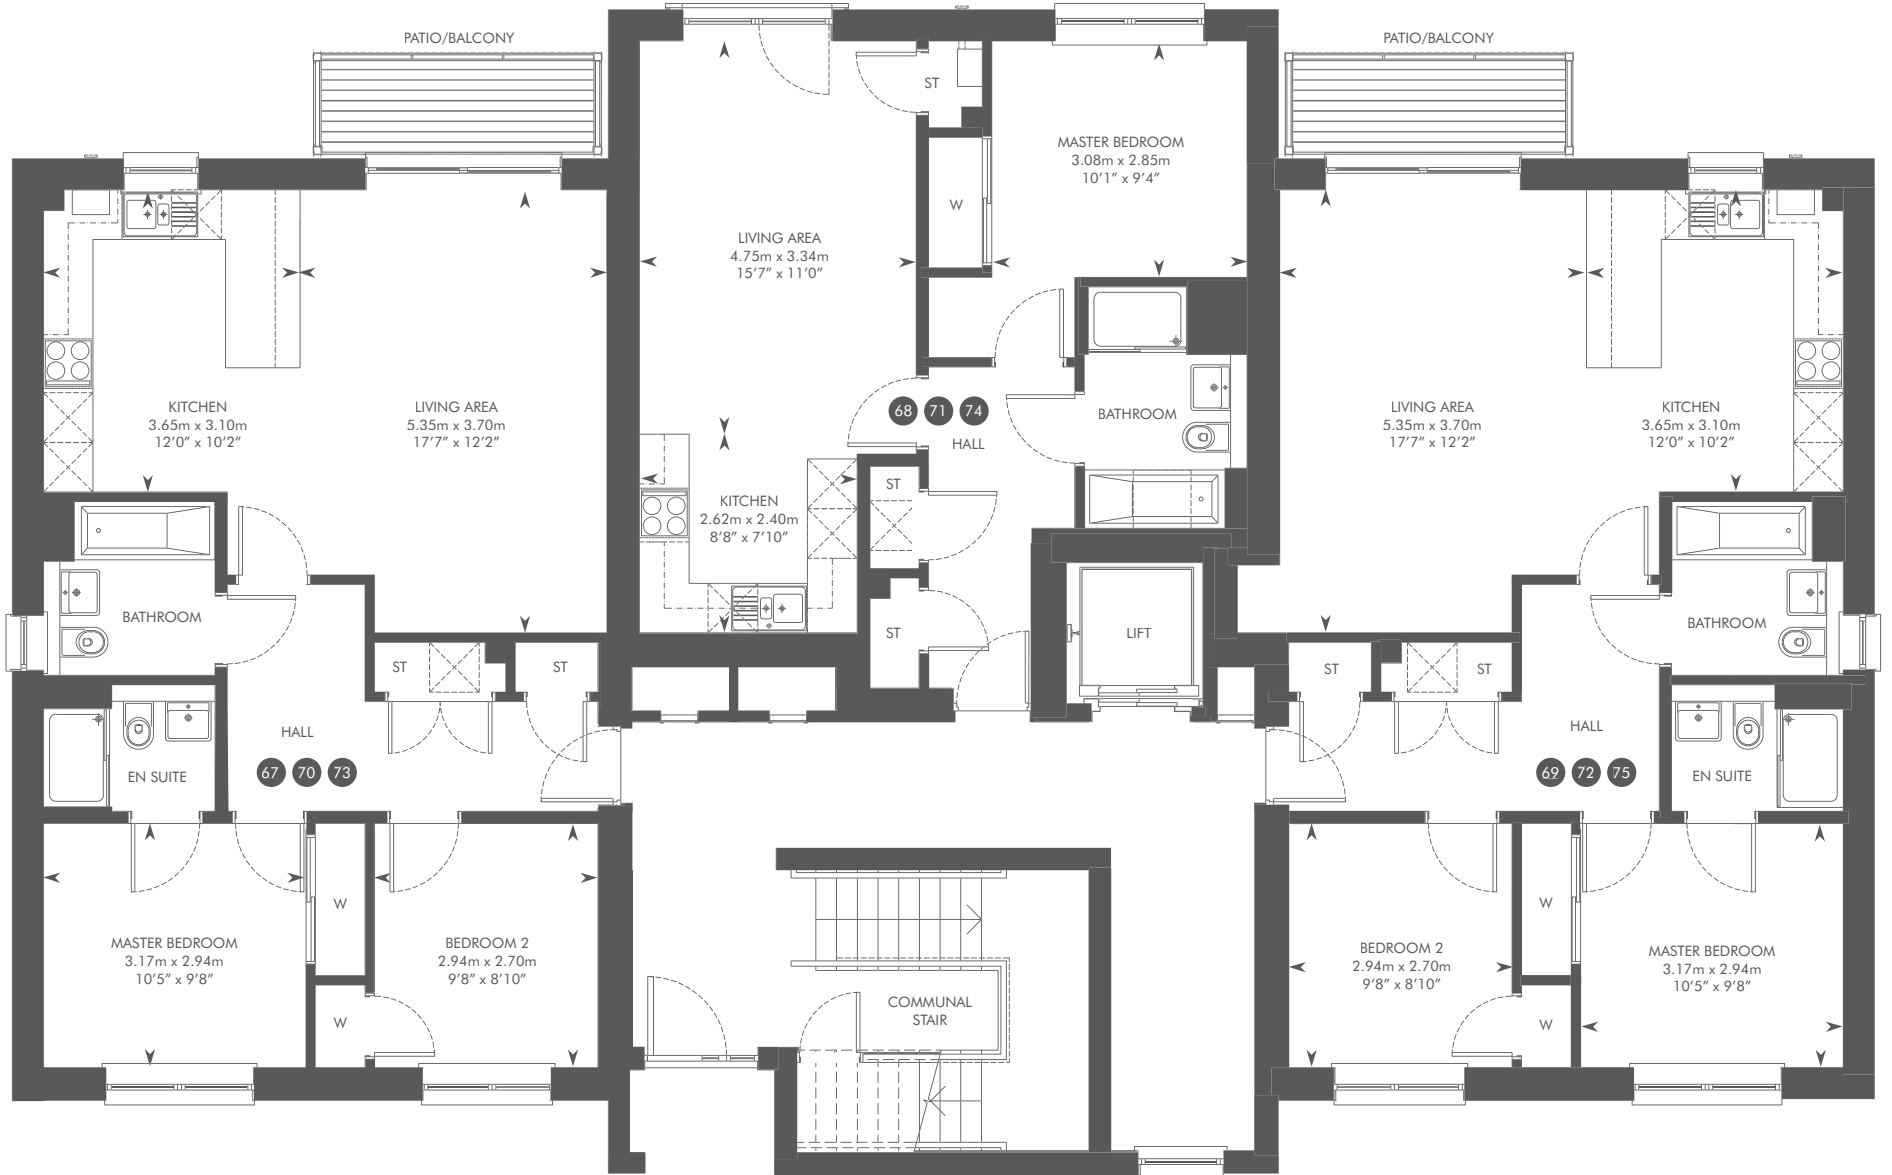 PATIO/BALCONY
KITCHEN
3.65m x 3.10m
12’0” x 10’2”
LIVING AREA
5.35m x 3.70m
17’7” x 12’2”
BATHROOM
ST
ST
HALL
67 70 73
EN SUITE
MASTER BEDROOM
3.17m x 2.94m
10’5” x 9’8”
W
W
BEDROOM 2
2.94m x 2.70m
9’8” x 8’10”
LIVING AREA
4.75m x 3.34m
15’7” x 11’0”
ST
W
MASTER BEDROOM
3.08m x 2.85m
10’1” x 9’4”
68 71 74
HALL
BATHROOM
KITCHEN
2.62m x 2.40m
8’8” x 7’10”
ST
ST
LIFT
COMMUNAL
STAIR
PATIO/BALCONY
LIVING AREA
5.35m x 3.70m
17’7” x 12’2”
KITCHEN
3.65m x 3.10m
12’0” x 10’2”
BATHROOM
ST
ST
HALL
69 72 75
EN SUITE
BEDROOM 2
2.94m x 2.70m
9’8” x 8’10”
W
W
MASTER BEDROOM
3.17m x 2.94m
10’5” x 9’8”